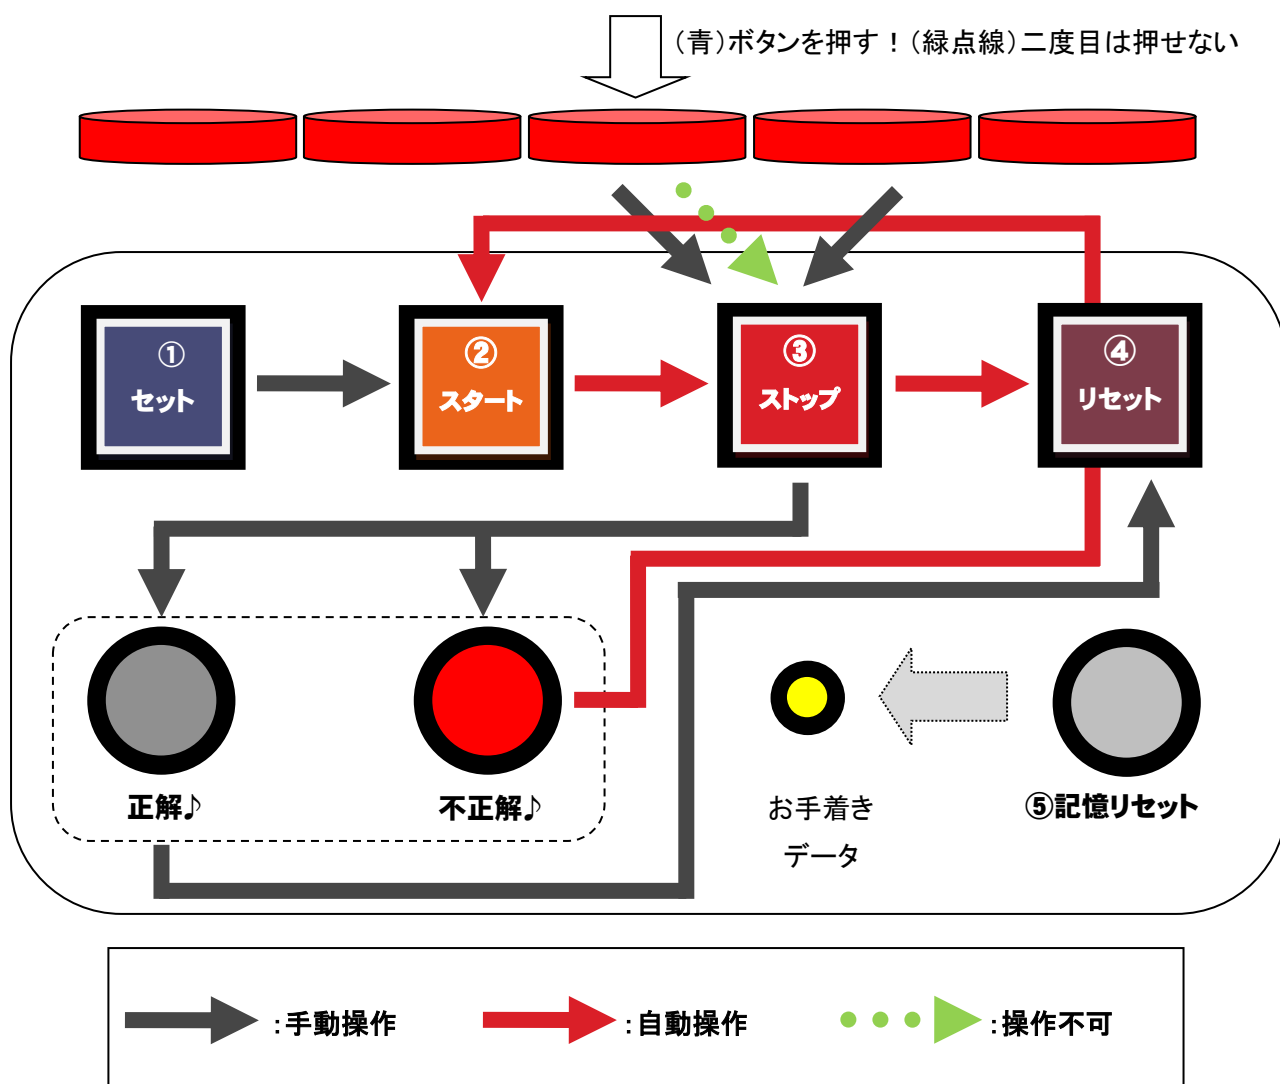 （青）ボタンを押す！（緑点線）二度目は押せない
①
セット
②
スタート
③
ストップ
④
リセット
正解♪
不正解♪
お手着き
データ
⑤記憶リセット
：手動操作
：自動操作
：操作不可